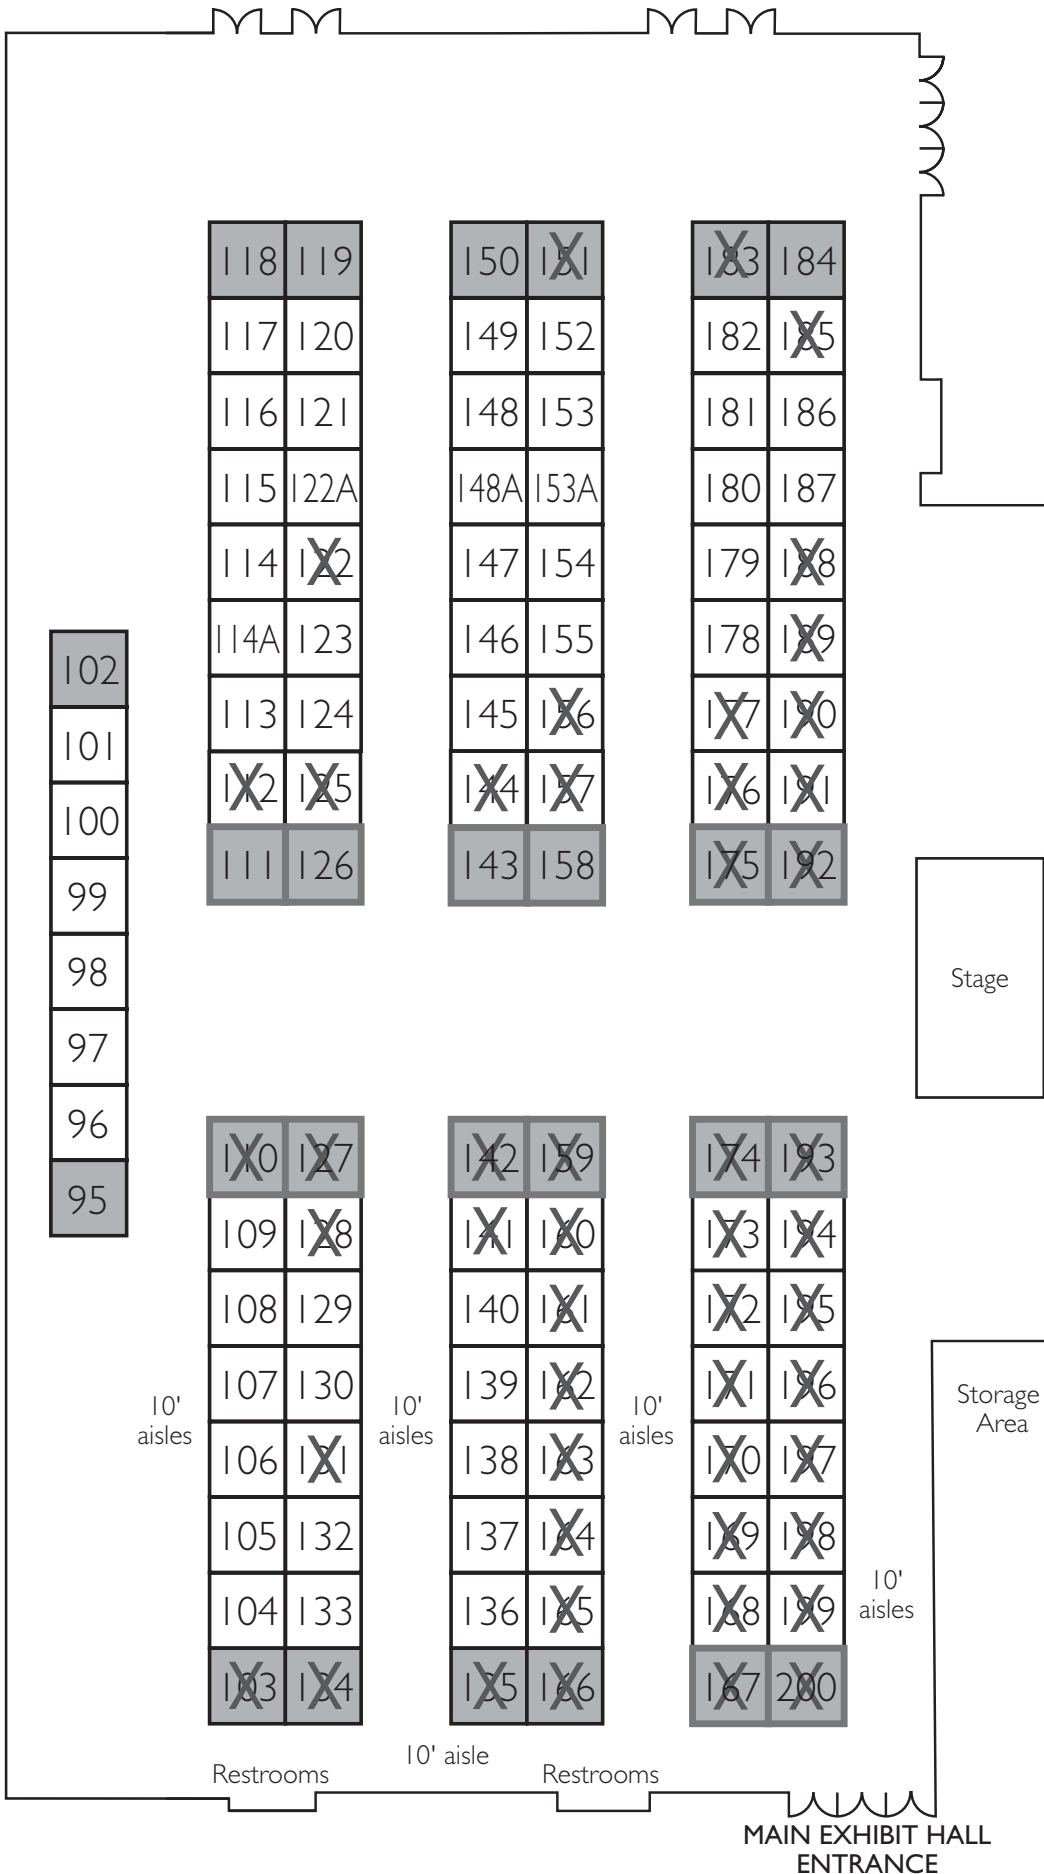 118 119 150 151 183 184
117 120 149 152 182 185
116 121 148 153 181 186
115 122A 148A 153A 180 187
114 122 147 154 179 188
114A 123 146 155 178 189
102
113 124 145 156 177 190
101
112 125 144 157 176 191
100
111 126 143 158 175 192
99
98
Stage
97
96
110 127 142 159 174 193
95
109 128 141 160 173 194
108 129 140 161 172 195
107 130 139 162 171 196
10' aisles
10' aisles
10' aisles
Storage
Area
106 131 138 163 170 197
105 132 137 164 169 198
104 133 136 165 168 199
10'
aisles
103 134 135 166 167 200
10' aisle
Restrooms Restrooms
MAIN EXHIBIT HALL
ENTRANCE